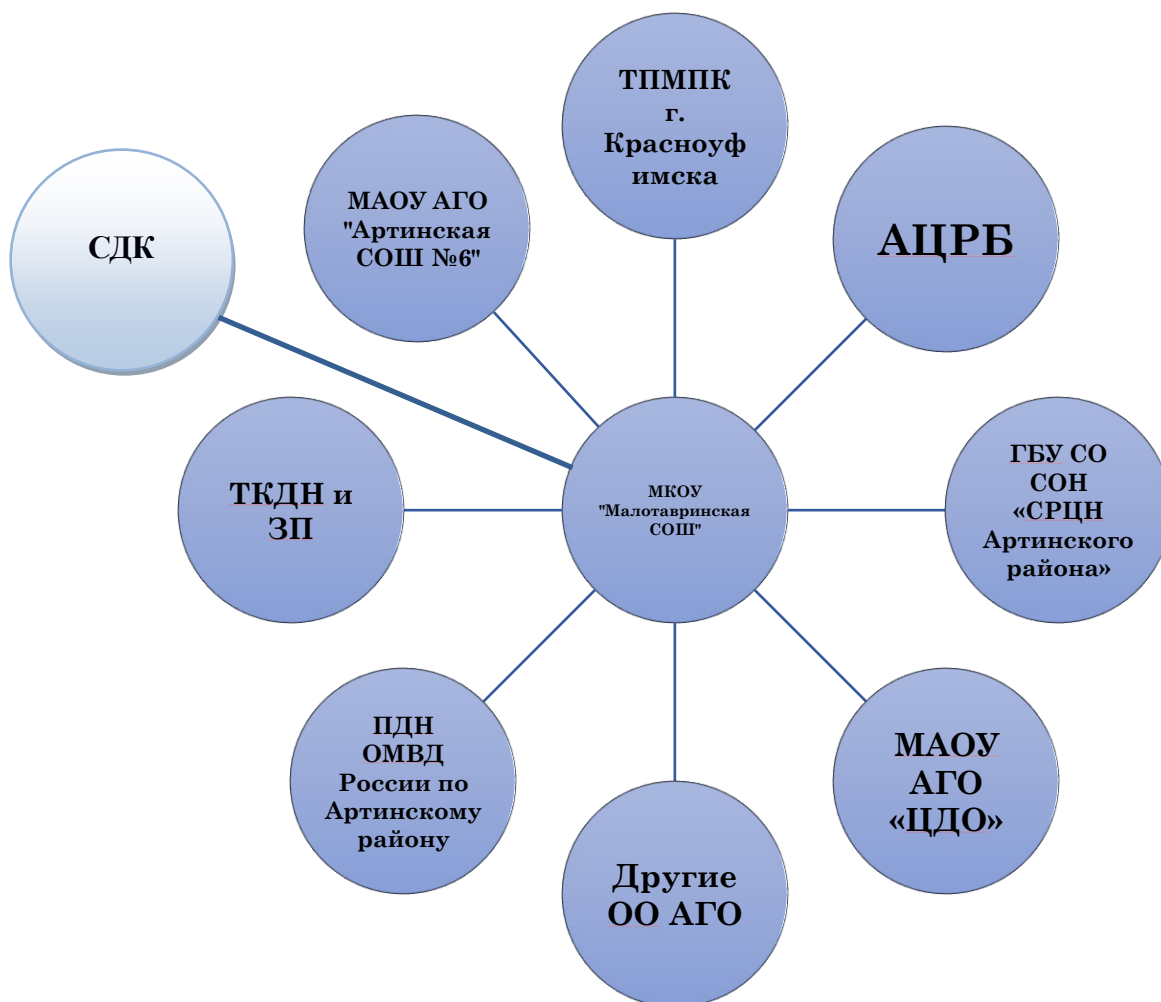 ТПМПК
г.
Красноуф
имска
МАОУ АГО
"Артинская
СОШ №6"
АЦРБ
СДК
ГБУ СО
СОН
«СРЦН
Артинского
района»
ТКДН и
ЗП
МКОУ
"Малотавринская
СОШ"
ПДН
ОМВД
России по
Артинскому
району
МАОУ
АГО
«ЦДО»
Другие
ОО АГО